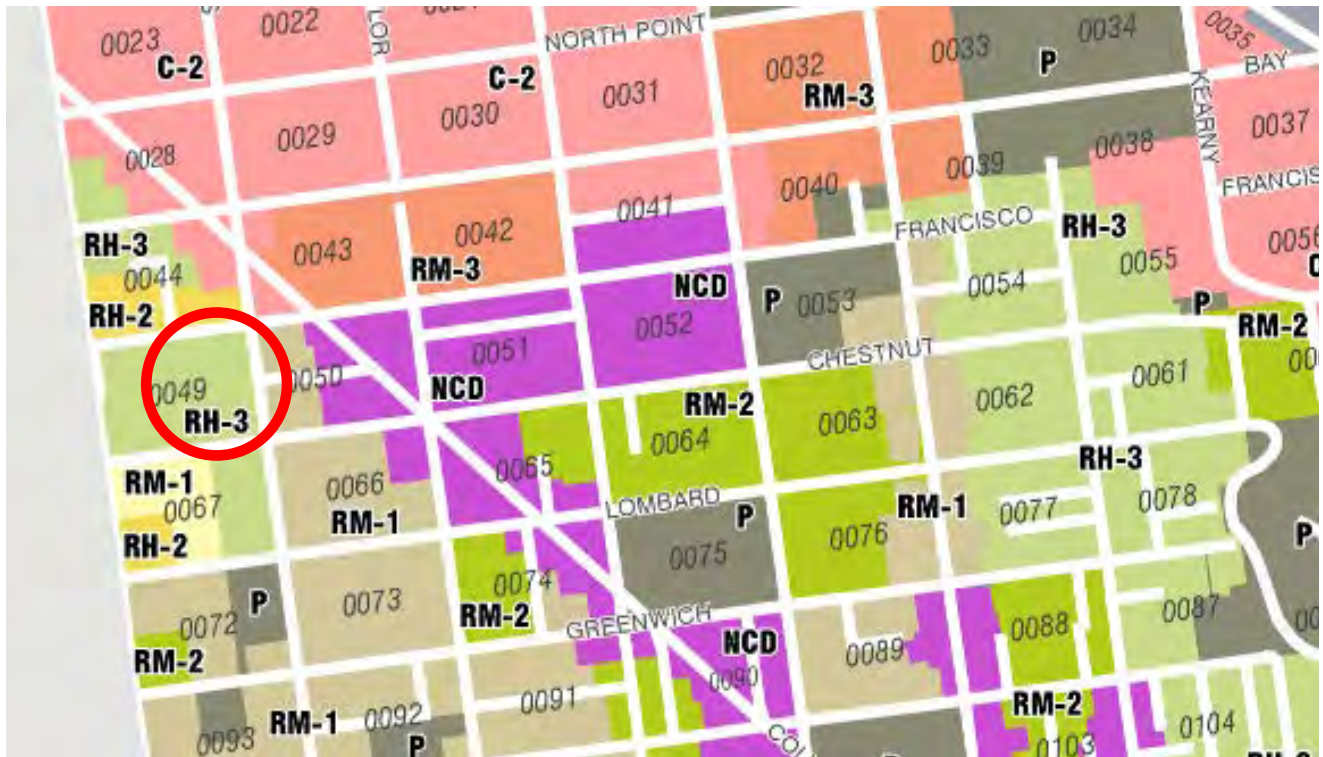 0023
C-2
0022
LOR
NORTH POINT
C-2
0032
RM-3
0033
0034
P
0035
BAY
KEARNY
0037
0028
0029
0030
0031
0040
0039
0038
FRANCIS
RH-3
0044
RH-2
0043
0042
RM-3
0041
NCD
FRANCISCO
RH-3
0055
0056
0049
RH-3
0050
0051
NCD
0052
P
0053
0054
P
RM-2
CHESTNUT
RM-1
0067
RH-2
0066
RM-1
0065
RM-2
0064
0063
0062
0061
RH-3
LOMBARD
P
RM-1
0077
0078
P
0072
RM-2
P
0073
0074
RM-2
0075
0076
GREENWICH
NCD
0090
0089
0088
RM-2
0087
0093
RM-1
0092
P
0091
0103
0104